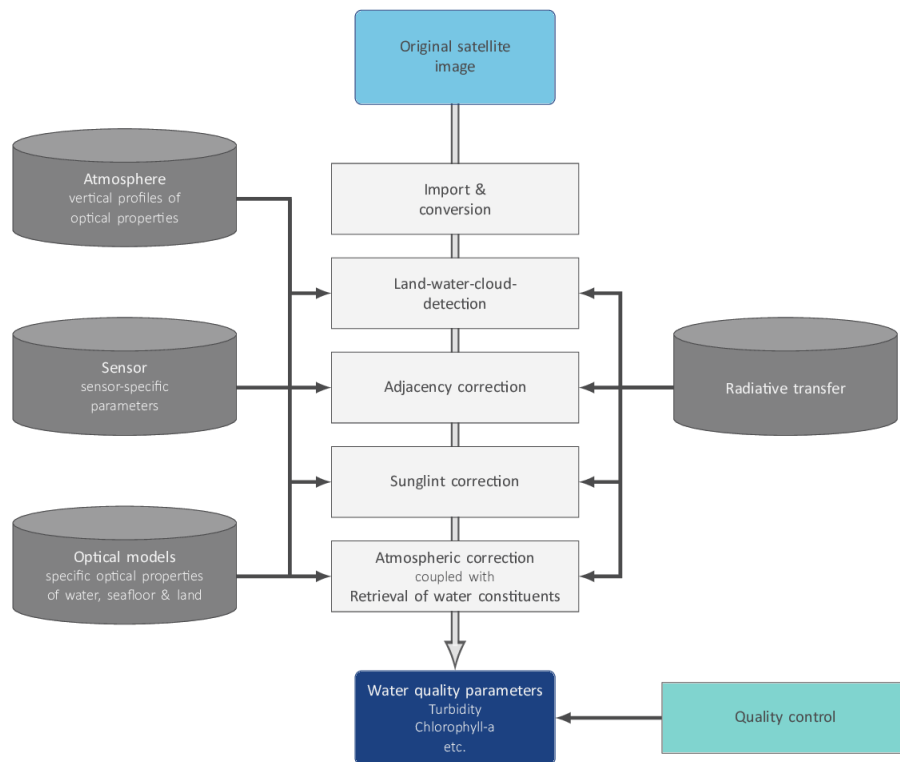 Original satellite
image
Atmosphere
vertical profiles of
optical properties
Import &
conversion
Land-water-cloud-
detection
Sensor
sensor-specific
parameters
Adjacency correction
Radiative transfer
Sunglint correction
Optical models
specific optical properties
of water, seafloor & land
Atmospheric correction
coupled with
Retrieval of water constituents
Water quality parameters
Turbidity
Chlorophyll-a
etc.
Quality control